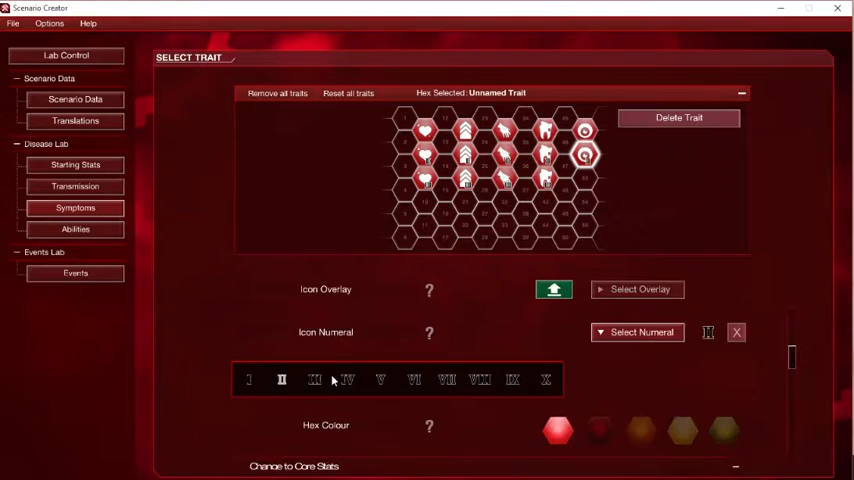 Scenario Creator
File Options Help
Lab Control
Scenario Data
Scenario Data
Translations
Disease Lab
Starting Stats
Transmission
Symptoms
Abilities
Events Lab
Events
SELECT TRAIT
Remove all traits Reset all traits Hex Selected: Unnamed Trait
Delete Trait
Icon Overlay ? Select Overlay
Icon Numeral ? Select Numeral II X
I II III IV V VI VII VIII IX X
Hex Colour ?
Change to Core Stats